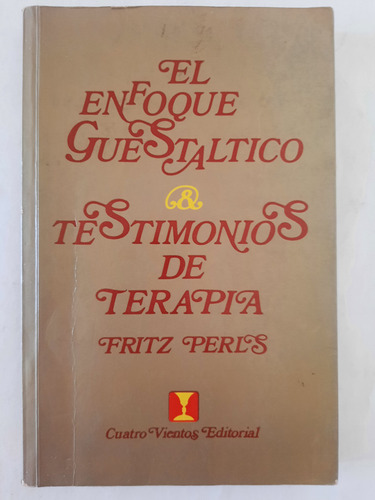 EL
ENFOQUE
GUESTALTICO
&
TESTIMONIOS
DE
TERAPIA
FRITZ PERLS
Cuatro Vientos Editorial